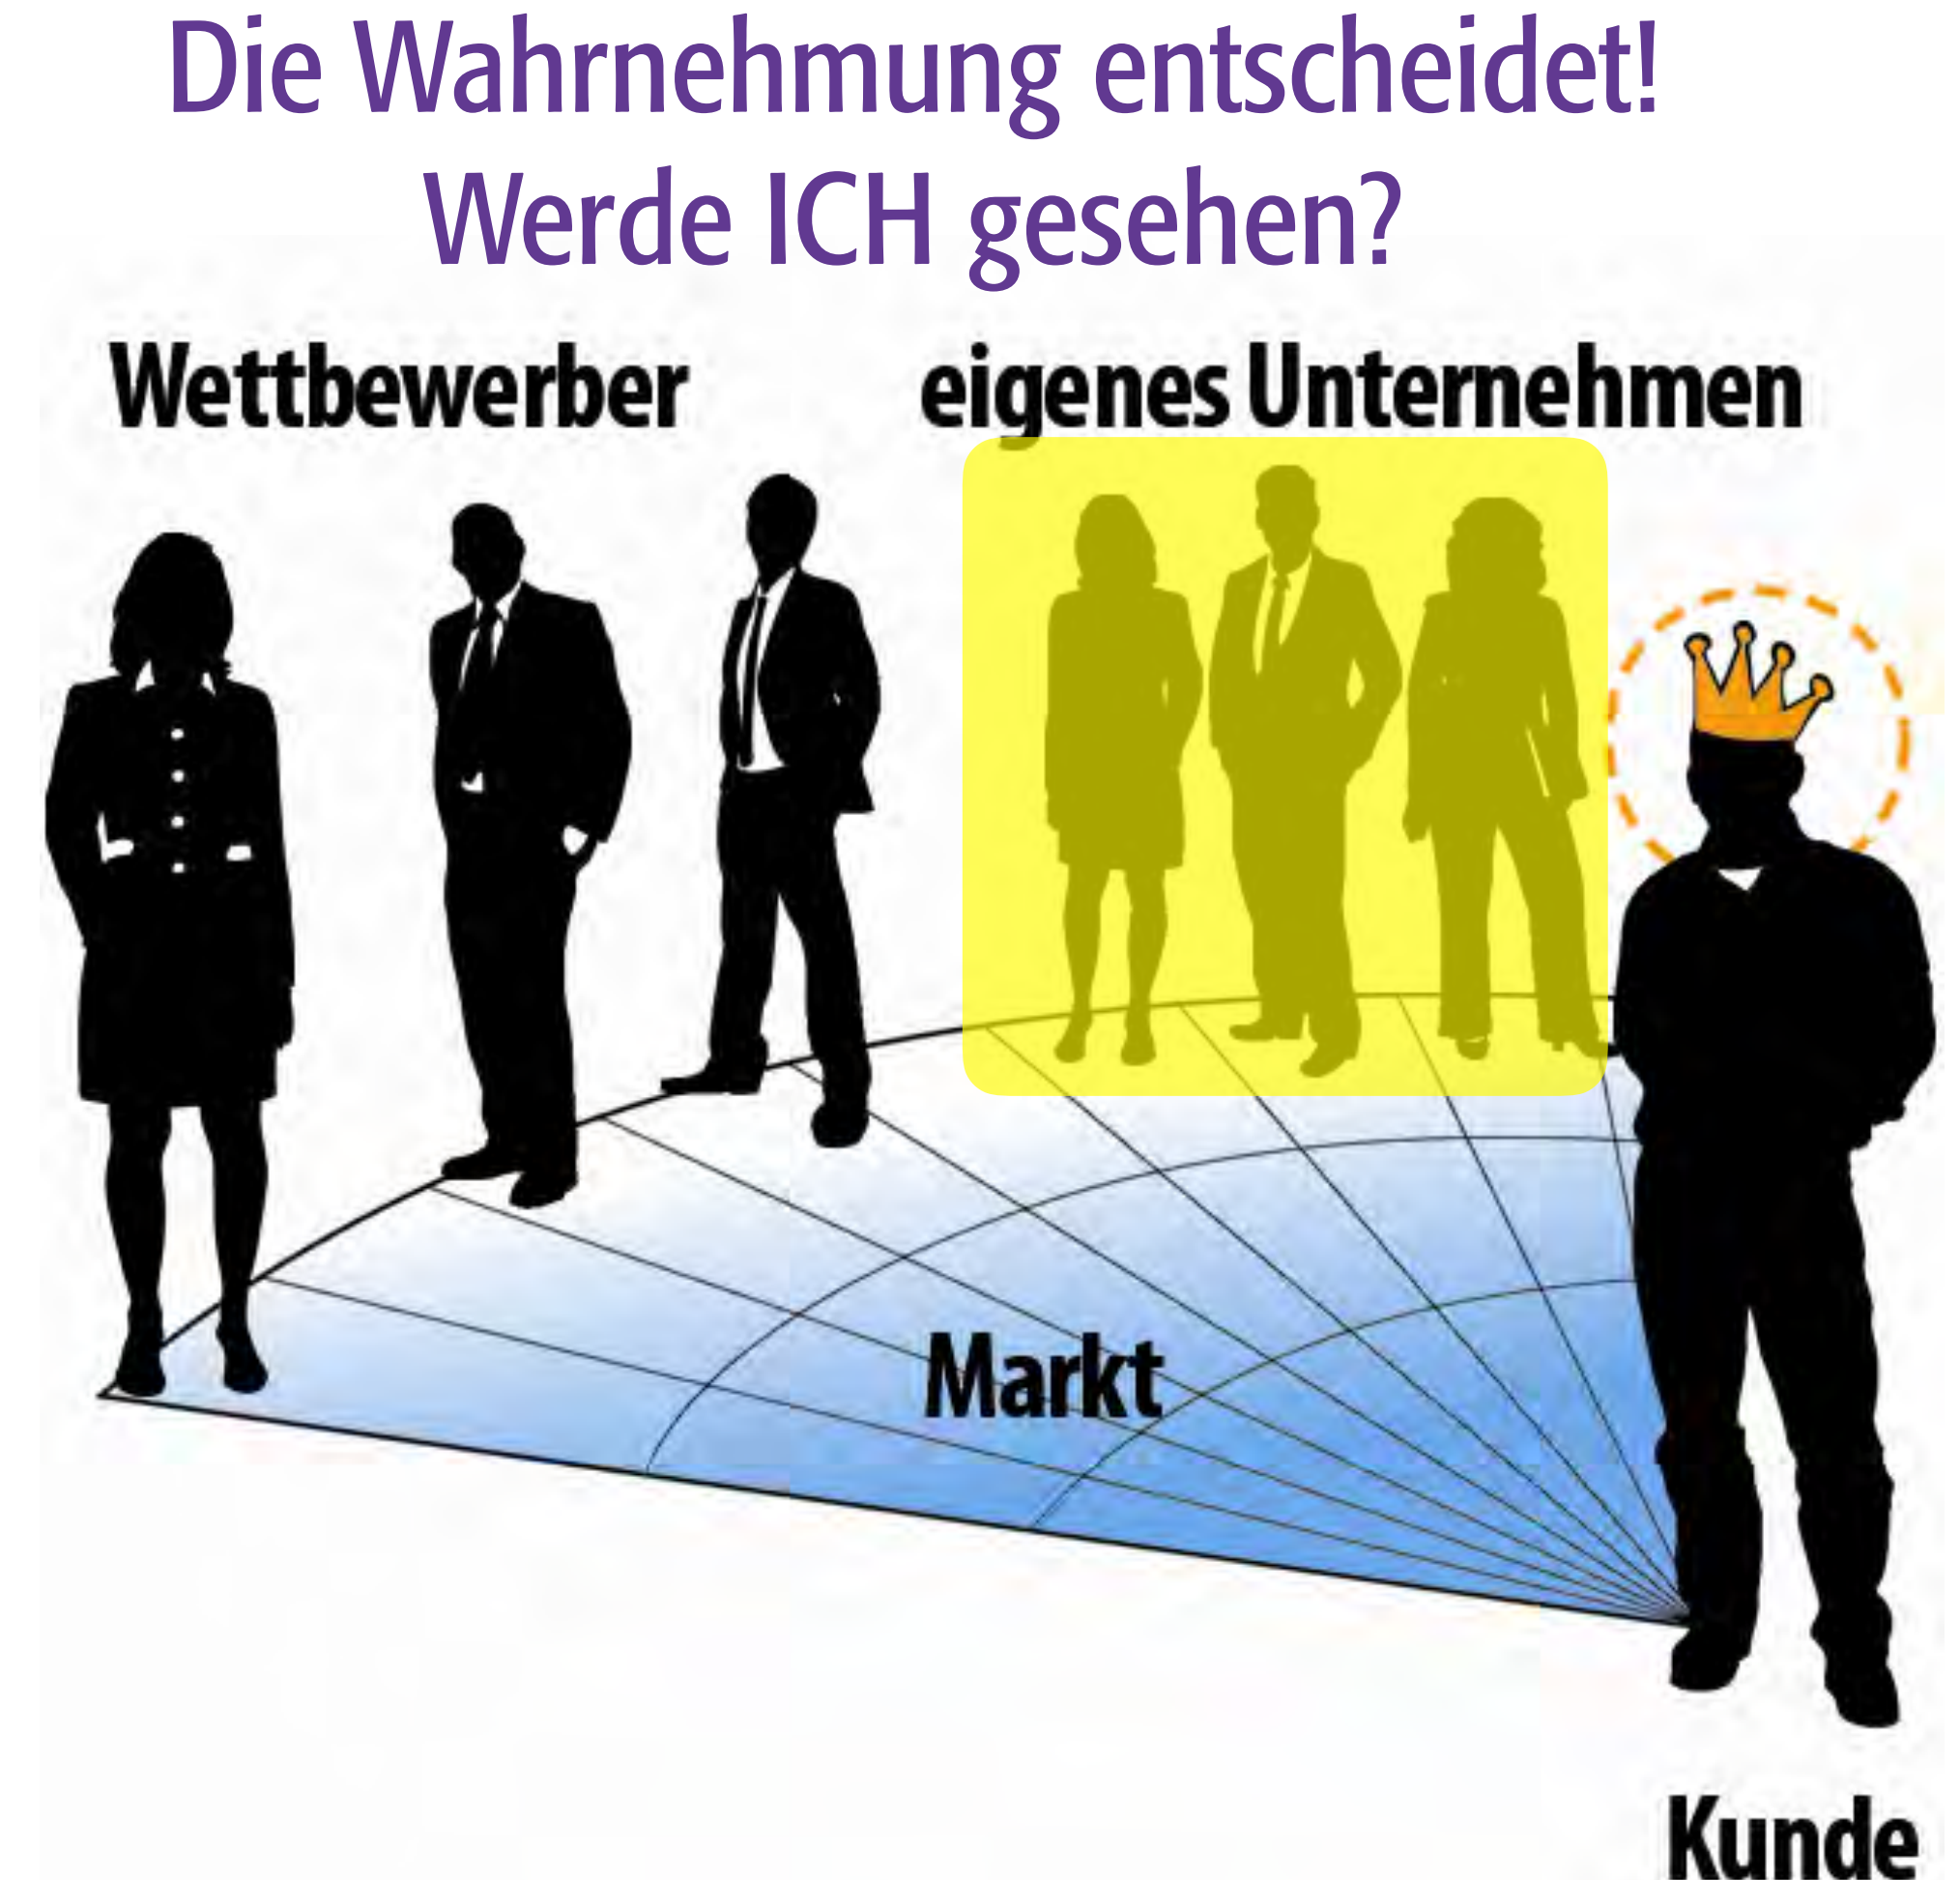 Die Wahrnehmung entscheidet!
Werde ICH gesehen?
Wettbewerber
eigenes Unternehmen
Markt
Kunde